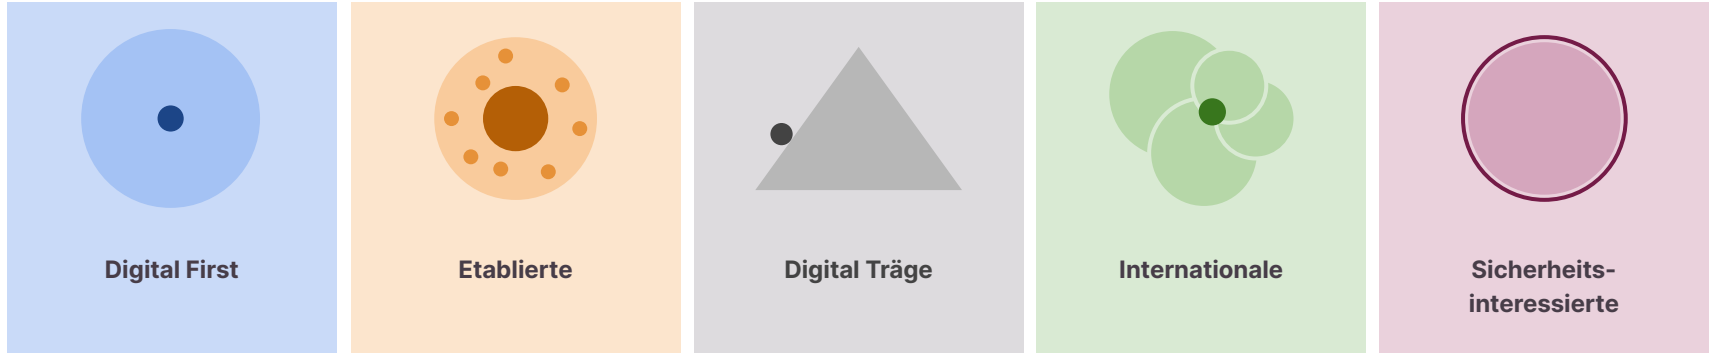 Digital First
Etablierte
Digital Träge
Internationale
Sicherheits-
interessierte